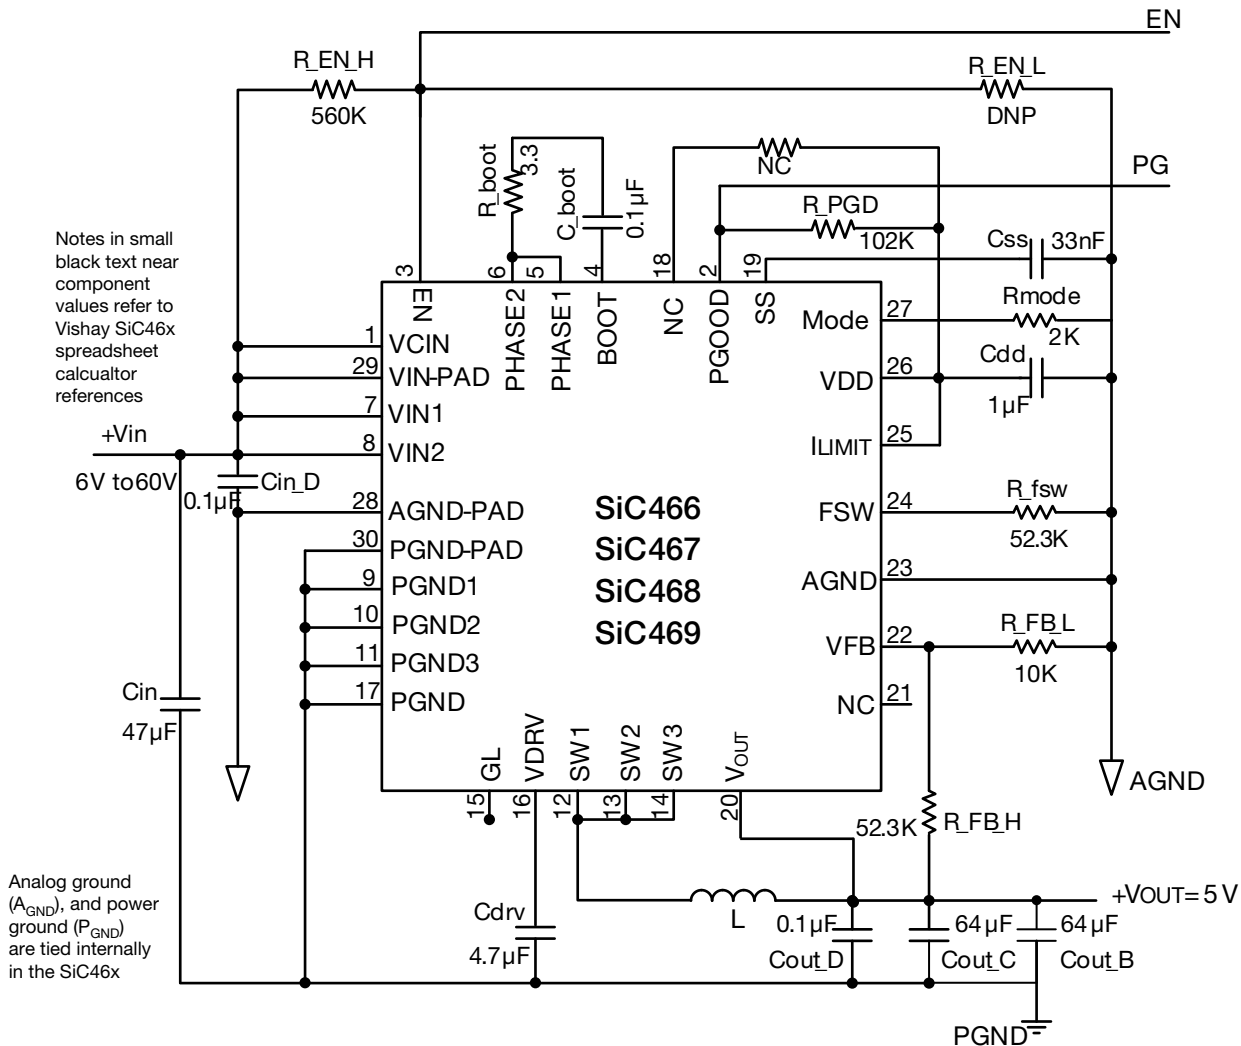 EN
R_EN_H
560K
R_EN_L
DNP
R_boot
3.3
C_boot
0.1µF
NC
PG
R_PGD
102K
Css
33nF
Notes in small
black text near
component
values refer to
Vishay SiC46x
spreadsheet
calcualtor
references
3
6
5
4
18
2
19
EN
PHASE2
PHASE1
BOOT
NC
PGOOD
SS
1
VCIN
29
VIN-PAD
7
VIN1
8
VIN2
28
AGND-PAD
30
PGND-PAD
9
PGND1
10
PGND2
11
PGND3
17
PGND
+Vin
6V to60V
Cin_D
0.1µF
Cin
47µF
SiC466
SiC467
SiC468
SiC469
Mode
27
Rmode
2K
VDD
26
Cdd
1µF
ILIMIT
25
FSW
24
R_fsw
52.3K
AGND
23
VFB
22
R_FB_L
10K
NC
21
AGND
GL
VDRV
SW1
SW2
SW3
VOUT
15
16
12
13
14
20
52.3K
R_FB_H
Analog ground
(AGND), and power
ground (PGND)
are tied internally
in the SiC46x
Cdrv
4.7µF
L
0.1µF
Cout_D
64µF
Cout_C
64µF
Cout_B
+VOUT= 5 V
PGND